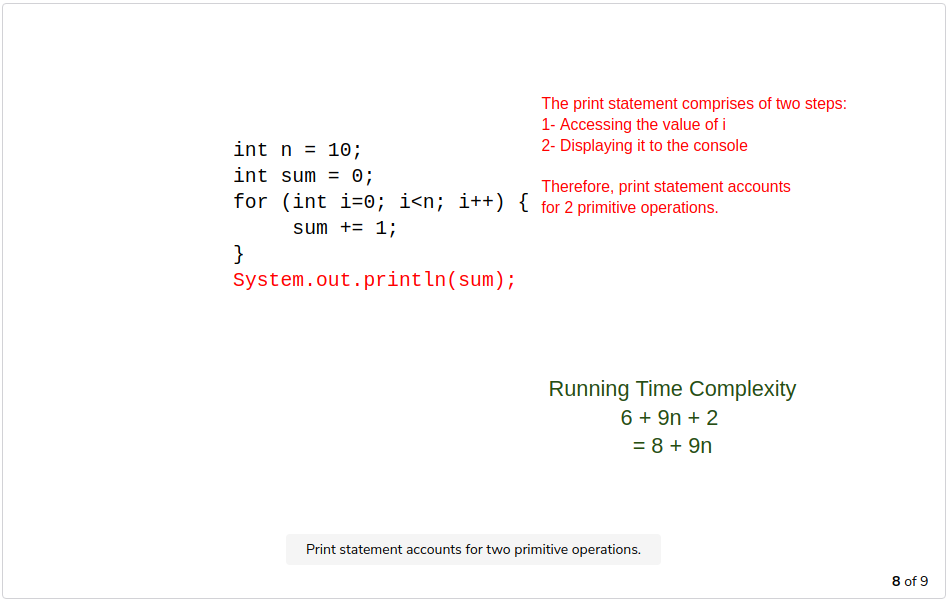 The print statement comprises of two steps:
1- Accessing the value of i
2- Displaying it to the console
Therefore, print statement accounts
for 2 primitive operations.
int n = 10;
int sum = 0;
for (int i=0; i<n; i++) {
sum += 1;
}
System.out.println(sum);
Running Time Complexity
6 + 9n + 2
= 8 + 9n
Print statement accounts for two primitive operations.
8 of 9